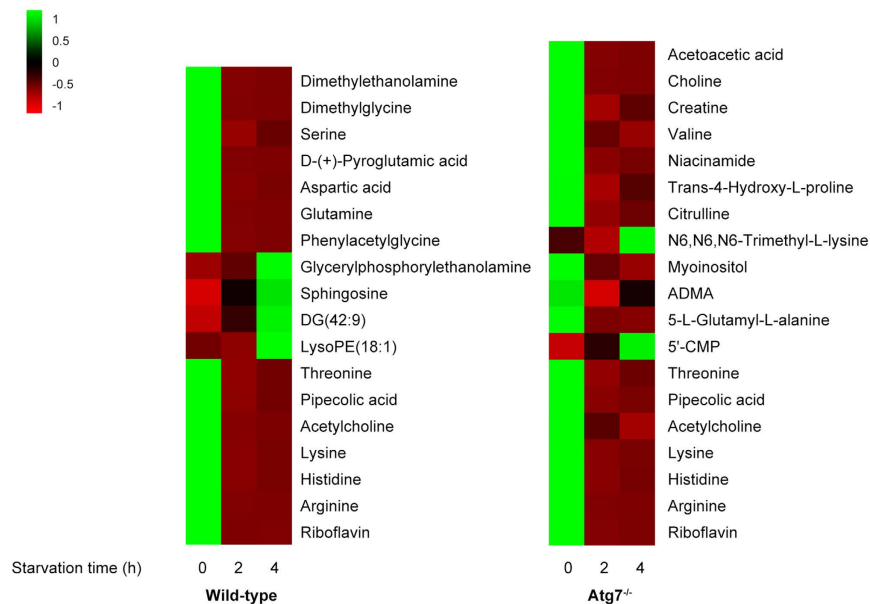 1
0
-0.5
-1
Dimethylethanolamine
Dimethylglycine
Serine
D-(+)-Pyroglutamic acid
Aspartic acid
Glutamine
Phenylacetylglycine
Glycerylphosphorylethanolamine
Sphingosine
DG(42:9)
LysoPE(18:1)
Threonine
Pipecolic acid
Acetylcholine
Lysine
Histidine
Arginine
Riboflavin
Acetoacetic acid
Choline
Creatine
Valine
Niacinamide
Trans-4-Hydroxy-L-proline
Citrulline
N6,N6,N6-Trimethyl-L-lysine
Myoinositol
ADMA
5-L-Glutamyl-L-alanine
5'-CMP
Threonine
Pipecolic acid
Acetylcholine
Lysine
Histidine
Arginine
Riboflavin
Starvation time (h) 0 2 4 0 2 4
Wild-type Atg7⁻/⁻